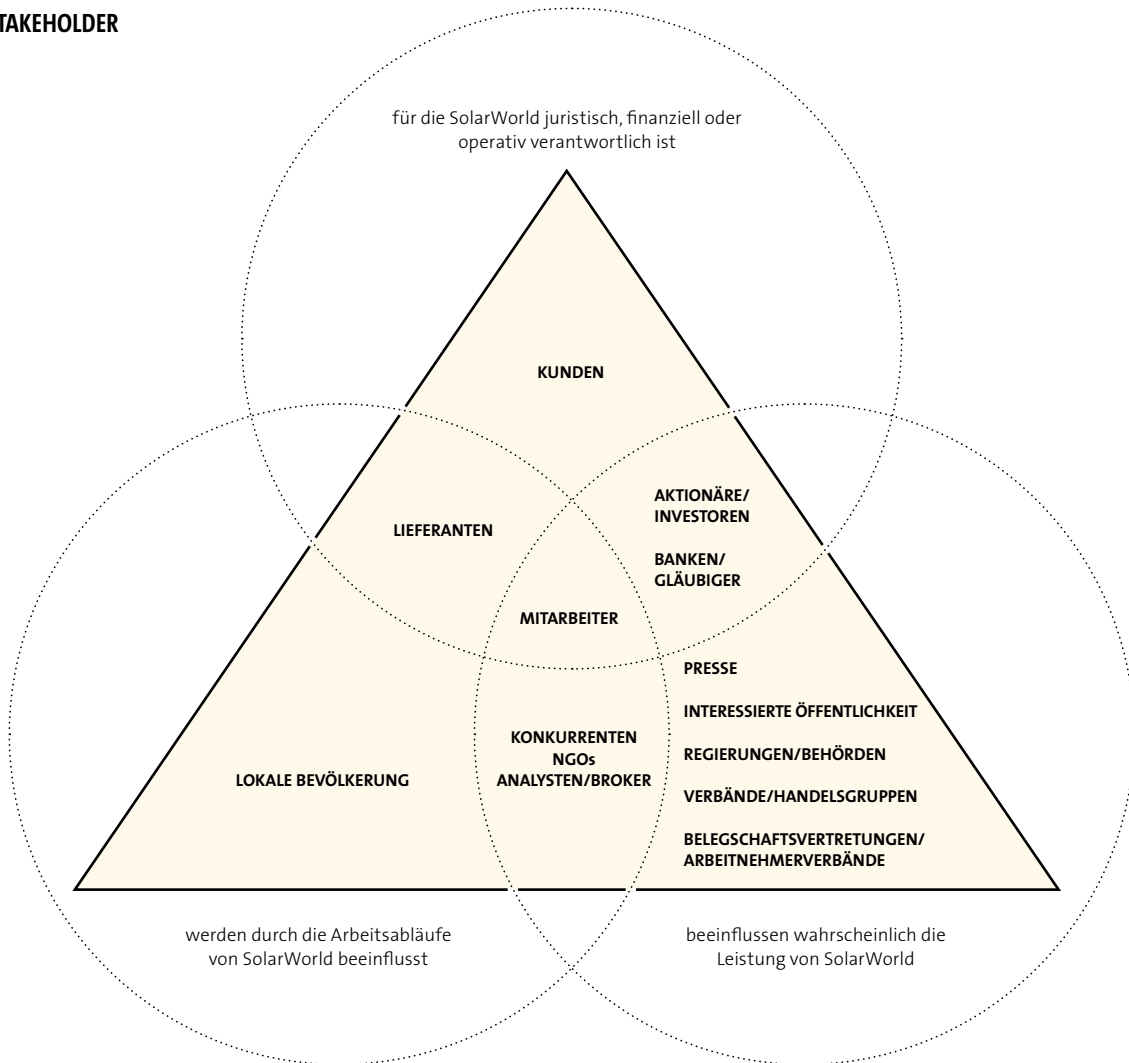 TAKEHOLDER
für die SolarWorld juristisch, finanziell oder
operativ verantwortlich ist
KUNDEN
AKTIONÄRE/
INVESTOREN
LIEFERANTEN
BANKEN/
GLÄUBIGER
MITARBEITER
PRESSE
INTERESSIERTE ÖFFENTLICHKEIT
KONKURRENTEN
NGOs
ANALYSTEN/BROKER
REGIERUNGEN/BEHÖRDEN
LOKALE BEVÖLKERUNG
VERBÄNDE/HANDELSGRUPPEN
BELEGSCHAFTSVERTRETUNGEN/
ARBEITNEHMERVERBÄNDE
werden durch die Arbeitsabläufe
von SolarWorld beeinflusst
beeinflussen wahrscheinlich die
Leistung von SolarWorld